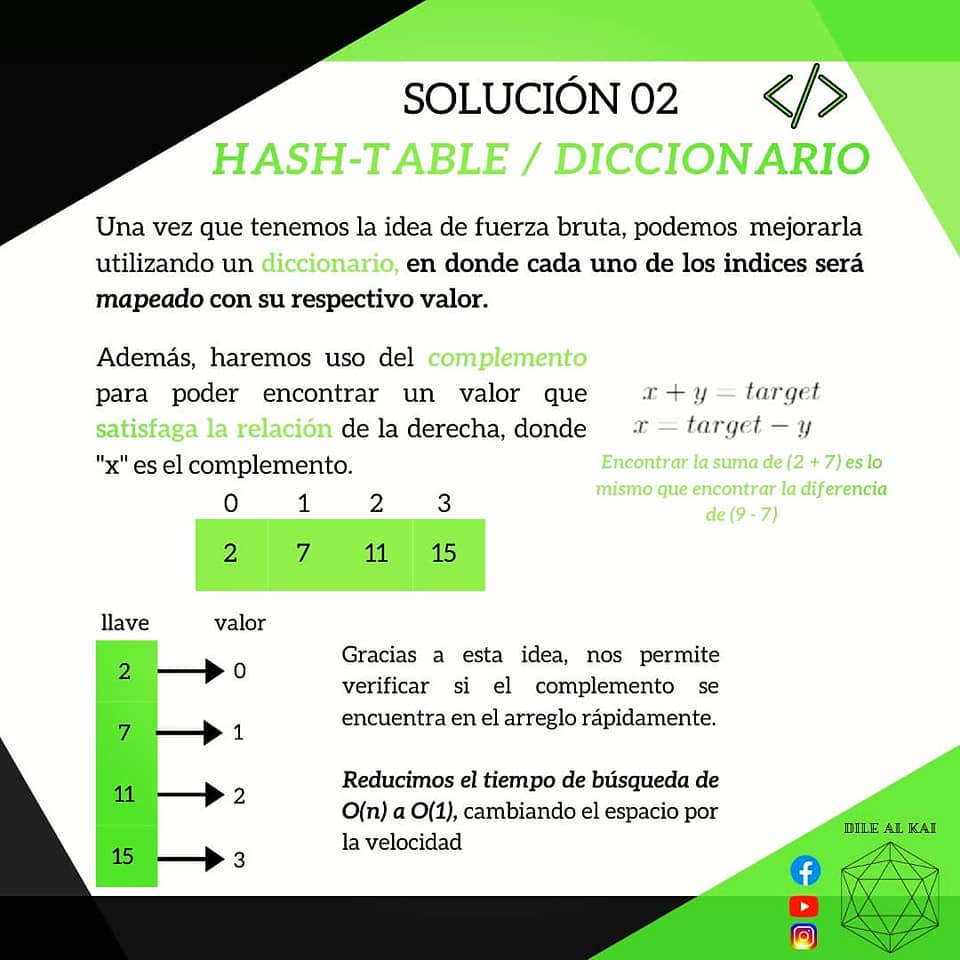 SOLUCIÓN 02
</>
HASH-TABLE / DICCIONARIO
Una vez que tenemos la idea de fuerza bruta, podemos mejorarla
utilizando un diccionario, en donde cada uno de los indices será
mapeado con su respectivo valor.
Además, haremos uso del complemento
para poder encontrar un valor que
satisfaga la relación de la derecha, donde
"x" es el complemento.
x + y = target
x = target − y
Encontrar la suma de (2 + 7) es lo
mismo que encontrar la diferencia
de (9 - 7)
0 1 2 3
2 7 11 15
llave valor
2 0
7 1
11 2
15 3
Gracias a esta idea, nos permite
verificar si el complemento se
encuentra en el arreglo rápidamente.
Reducimos el tiempo de búsqueda de
O(n) a O(1), cambiando el espacio por
la velocidad
DILE AL KAI